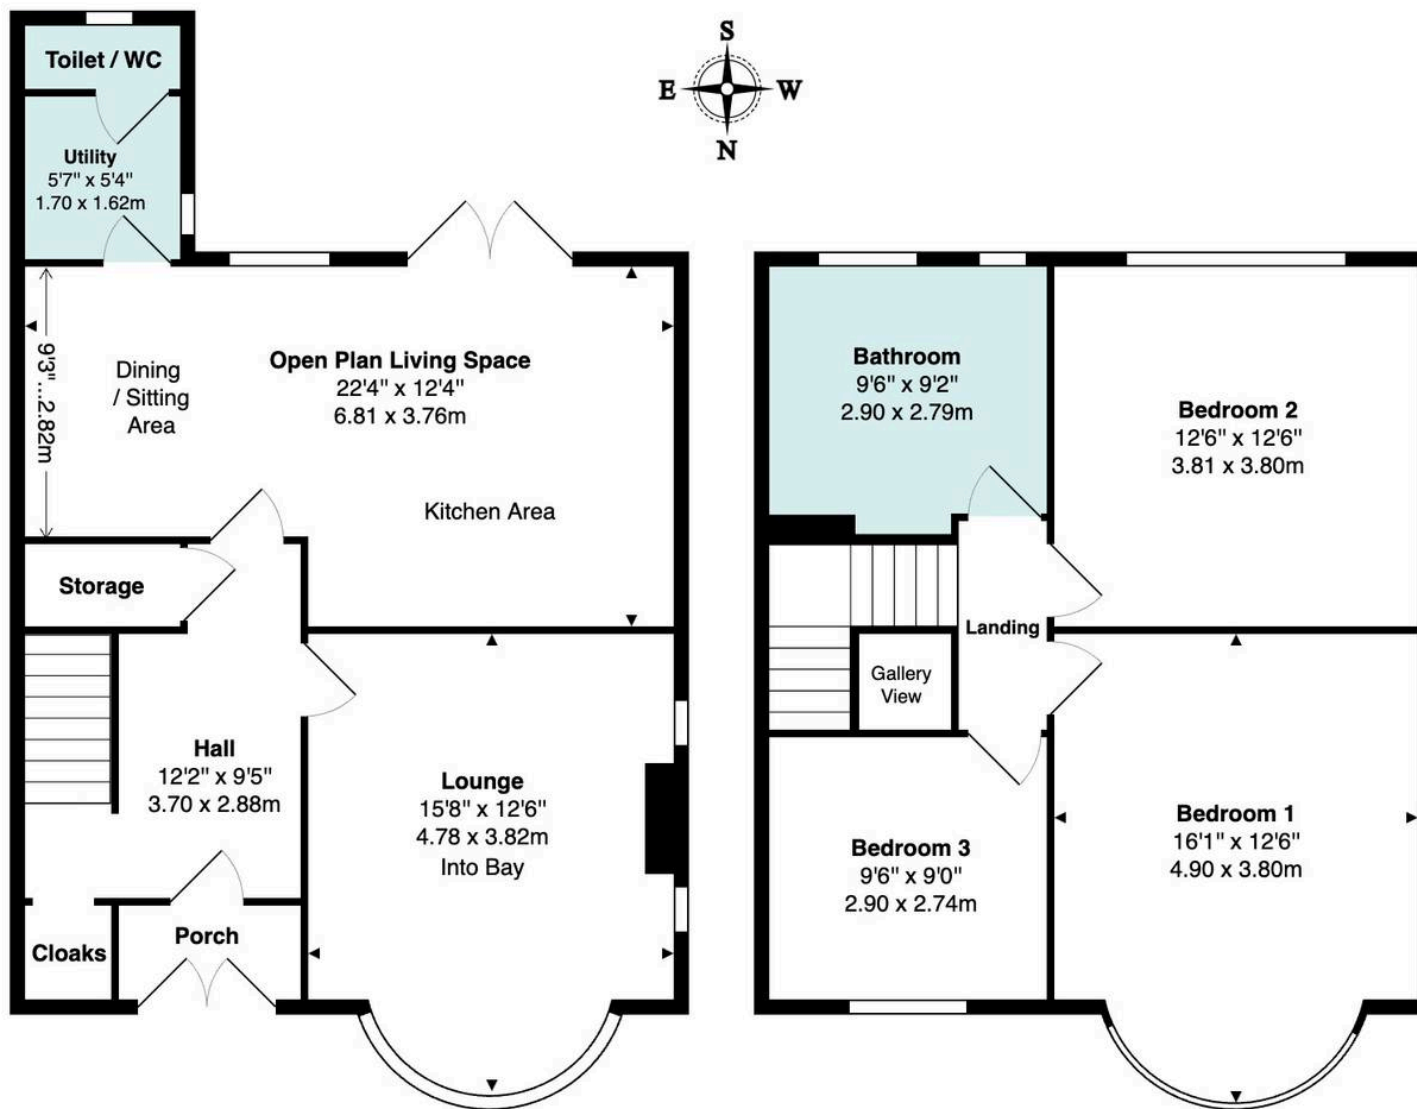 S
E
W
N
Toilet / WC
Utility
5'7" x 5'4"
1.70 x 1.62m
9'3" ... 2.82m
Dining
/ Sitting
Area
Open Plan Living Space
22'4" x 12'4"
6.81 x 3.76m
Kitchen Area
Storage
Hall
12'2" x 9'5"
3.70 x 2.88m
Lounge
15'8" x 12'6"
4.78 x 3.82m
Into Bay
Cloaks
Porch
Bathroom
9'6" x 9'2"
2.90 x 2.79m
Bedroom 2
12'6" x 12'6"
3.81 x 3.80m
Landing
Gallery
View
Bedroom 3
9'6" x 9'0"
2.90 x 2.74m
Bedroom 1
16'1" x 12'6"
4.90 x 3.80m